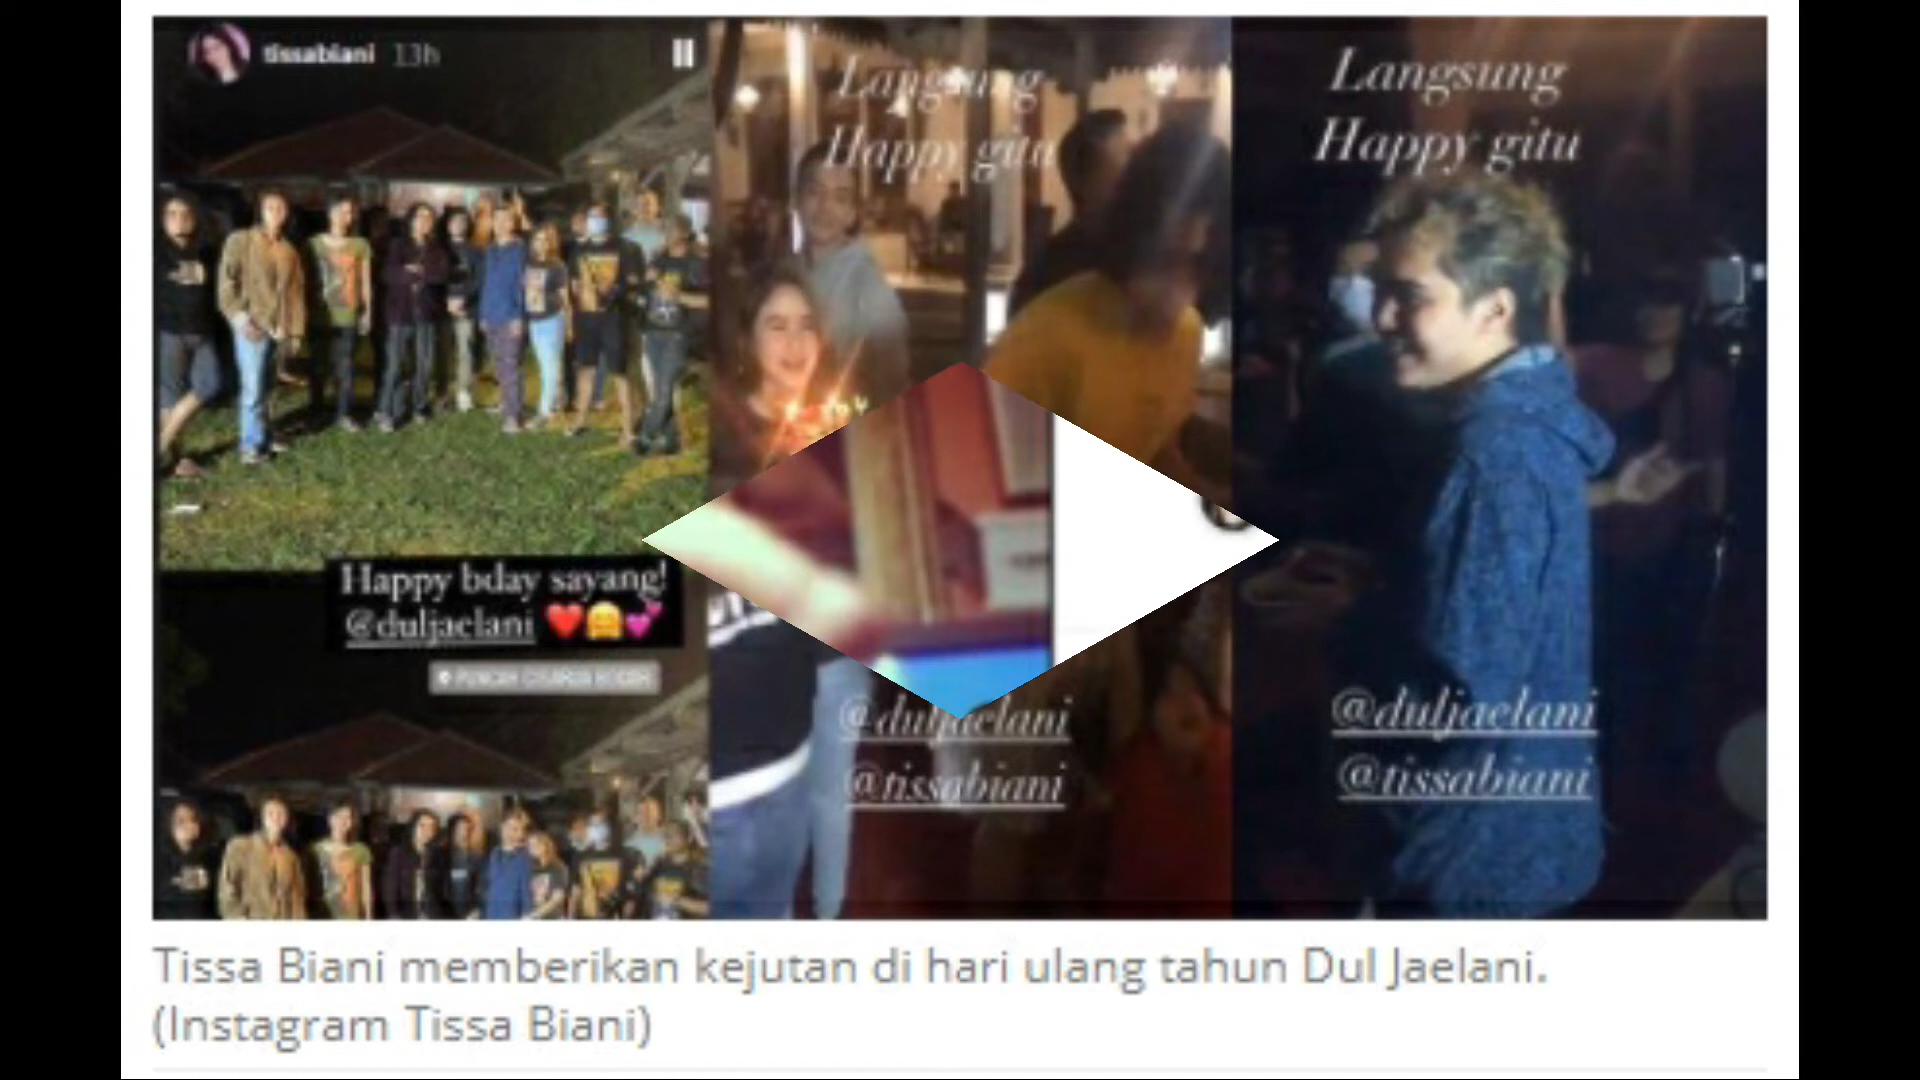 tissabiani 13h
Happy bday sayang!
@duljaelani ❤️🤗💕
Langsung
Happy gitu
@duljaelani
@tissabiani
Langsung
Happy gitu
@duljaelani
@tissabiani
Tissa Biani memberikan kejutan di hari ulang tahun Dul Jaelani.
(Instagram Tissa Biani)